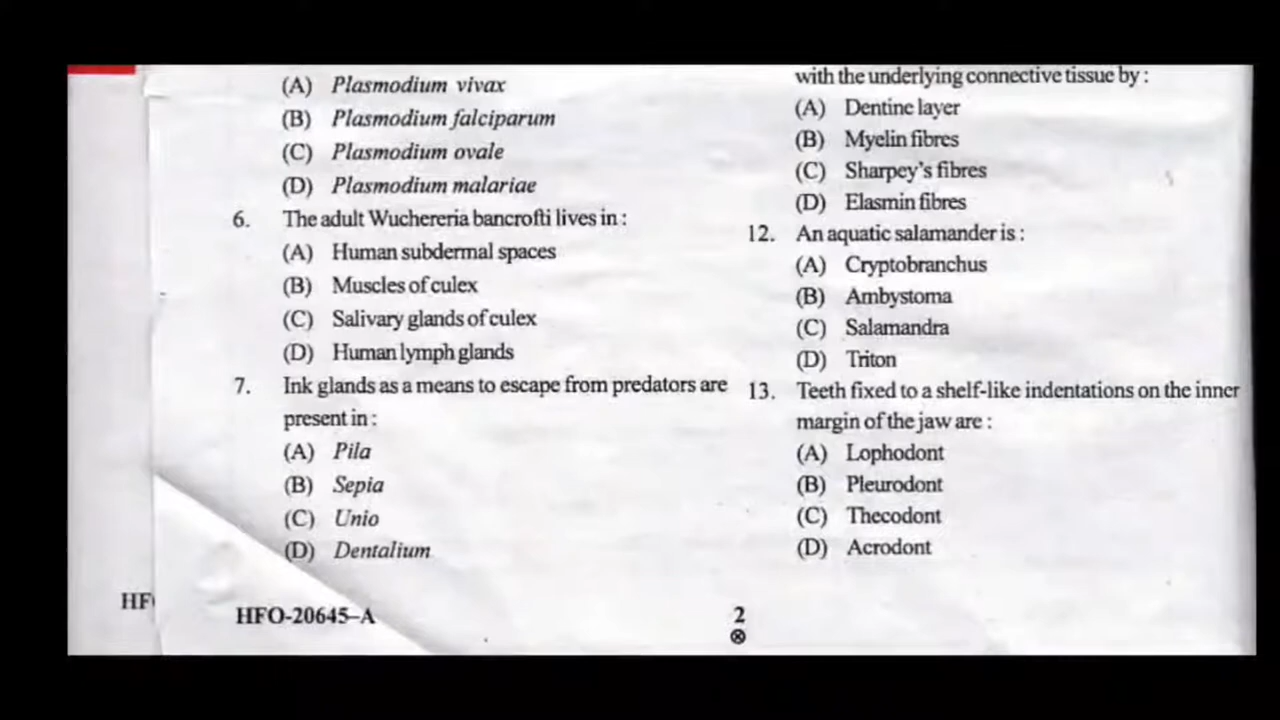 (A) Plasmodium vivax
(B) Plasmodium falciparum
(C) Plasmodium ovale
(D) Plasmodium malariae
6. The adult Wuchereria bancrofti lives in :
(A) Human subdermal spaces
(B) Muscles of culex
(C) Salivary glands of culex
(D) Human lymph glands
7. Ink glands as a means to escape from predators are
present in :
(A) Pila
(B) Sepia
(C) Unio
(D) Dentalium
with the underlying connective tissue by :
(A) Dentine layer
(B) Myelin fibres
(C) Sharpey's fibres
(D) Elasmin fibres
12. An aquatic salamander is :
(A) Cryptobranchus
(B) Ambystoma
(C) Salamandra
(D) Triton
13. Teeth fixed to a shelf-like indentations on the inner
margin of the jaw are :
(A) Lophodont
(B) Pleurodont
(C) Thecodont
(D) Acrodont
HF
HFO-20645–A
2